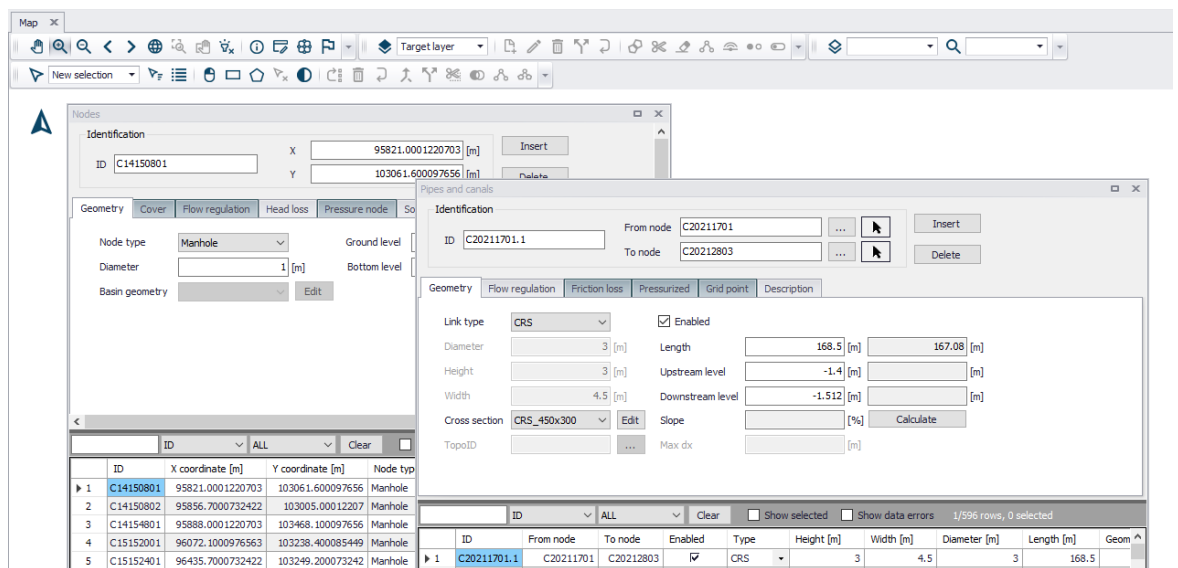 Map
Target layer
New selection
Nodes
Identification
ID C14150801
X 95821.0001220703 [m]
Y 103061.600097656 [m]
Insert
Delete
Geometry Cover Flow regulation Head loss Pressure node So
Node type Manhole Ground level
Diameter 1 [m] Bottom level
Basin geometry Edit
ID ALL Clear
ID X coordinate [m] Y coordinate [m] Node typ
1 C14150801 95821.0001220703 103061.600097656 Manhole
2 C14150802 95856.7000732422 103005.00012207 Manhole
3 C14154801 95888.0001220703 103468.100097656 Manhole
4 C15152001 96072.1000976563 103238.400085449 Manhole
5 C15152401 96435.7000732422 103249.200073242 Manhole
Pipes and canals
Identification
ID C20211701.1
From node C20211701 ...
To node C20212803 ...
Insert
Delete
Geometry Flow regulation Friction loss Pressurized Grid point Description
Link type CRS Enabled
Diameter 3 [m] Length 168.5 [m] 167.08 [m]
Height 3 [m] Upstream level -1.4 [m] [m]
Width 4.5 [m] Downstream level -1.512 [m] [m]
Cross section CRS_450x300 Edit Slope [%] Calculate
TopoID ... Max dx [m]
ID ALL Clear Show selected Show data errors 1/596 rows, 0 selected
ID From node To node Enabled Type Height [m] Width [m] Diameter [m] Length [m] Geom
1 C20211701.1 C20211701 C20212803 CRS 3 4.5 3 168.5